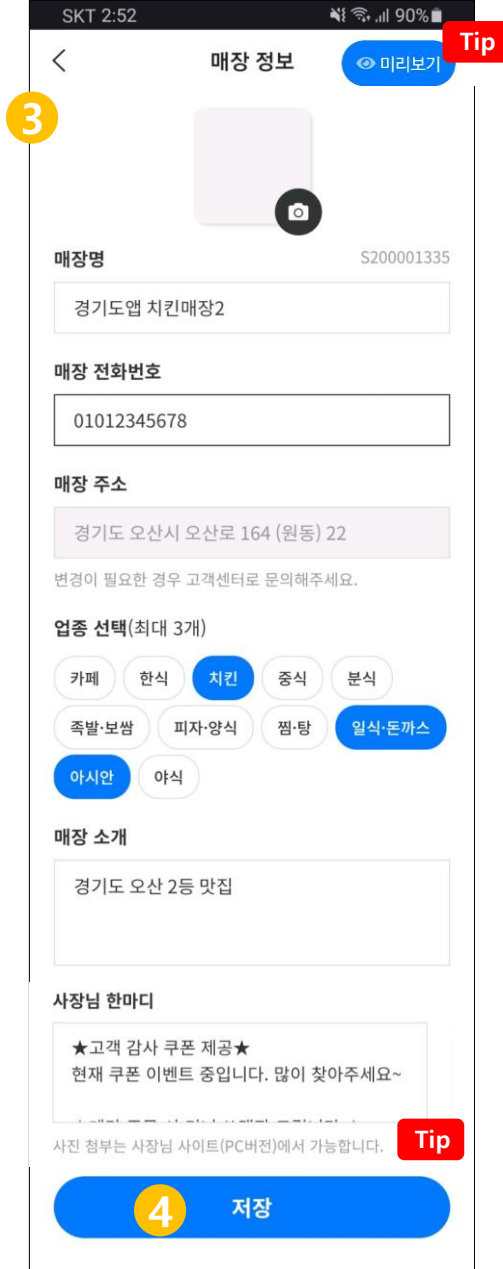 SKT 2:52 90%
Tip
매장 정보
미리보기
3
매장명 S200001335
경기도앱 치킨매장2
매장 전화번호
01012345678
매장 주소
경기도 오산시 오산로 164 (원동) 22
변경이 필요한 경우 고객센터로 문의해주세요.
업종 선택(최대 3개)
카페 한식 치킨 중식 분식
족발·보쌈 피자·양식 찜·탕 일식·돈까스
아시안 야식
매장 소개
경기도 오산 2등 맛집
사장님 한마디
★고객 감사 쿠폰 제공★
현재 쿠폰 이벤트 중입니다. 많이 찾아주세요~
사진 첨부는 사장님 사이트(PC버전)에서 가능합니다.
Tip
4 저장